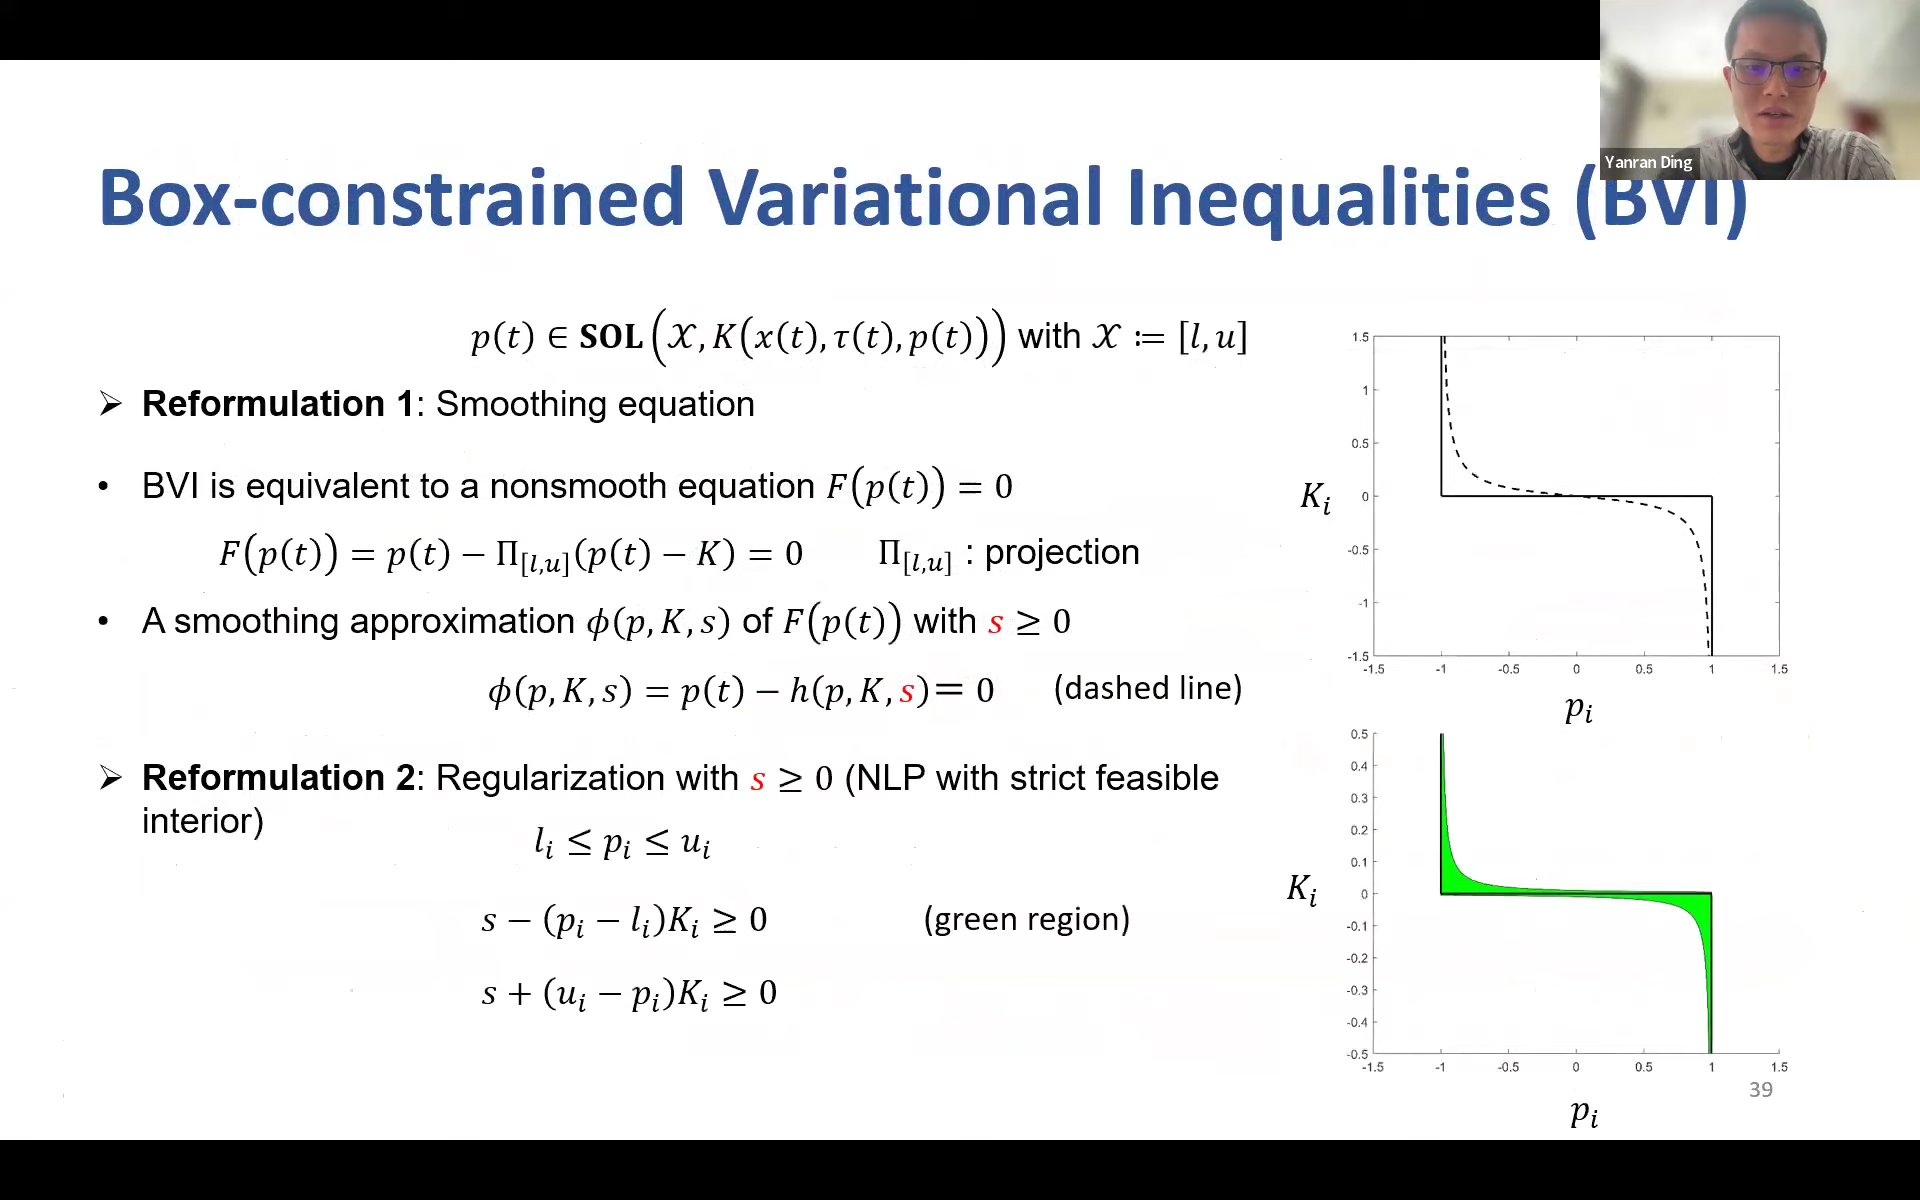 Yanran Ding
Box-constrained Variational Inequalities (BVI)
p(t) ∈ SOL(𝒳, K(x(t), τ(t), p(t))) with 𝒳 ≔ [l, u]
➢ Reformulation 1: Smoothing equation
• BVI is equivalent to a nonsmooth equation F(p(t)) = 0
F(p(t)) = p(t) − Π[l,u](p(t) − K) = 0 Π[l,u] : projection
• A smoothing approximation ϕ(p, K, s) of F(p(t)) with s ≥ 0
ϕ(p, K, s) = p(t) − h(p, K, s) = 0 (dashed line)
➢ Reformulation 2: Regularization with s ≥ 0 (NLP with strict feasible
interior)
lᵢ ≤ pᵢ ≤ uᵢ
s − (pᵢ − lᵢ)Kᵢ ≥ 0 (green region)
s + (uᵢ − pᵢ)Kᵢ ≥ 0
1.5
1
0.5
Kᵢ 0
-0.5
-1
-1.5
-1.5 -1 -0.5 0 0.5 1 1.5
pᵢ
0.5
0.4
0.3
0.2
0.1
Kᵢ 0
-0.1
-0.2
-0.3
-0.4
-0.5
-1.5 -1 -0.5 0 0.5 1 1.5
39
pᵢ